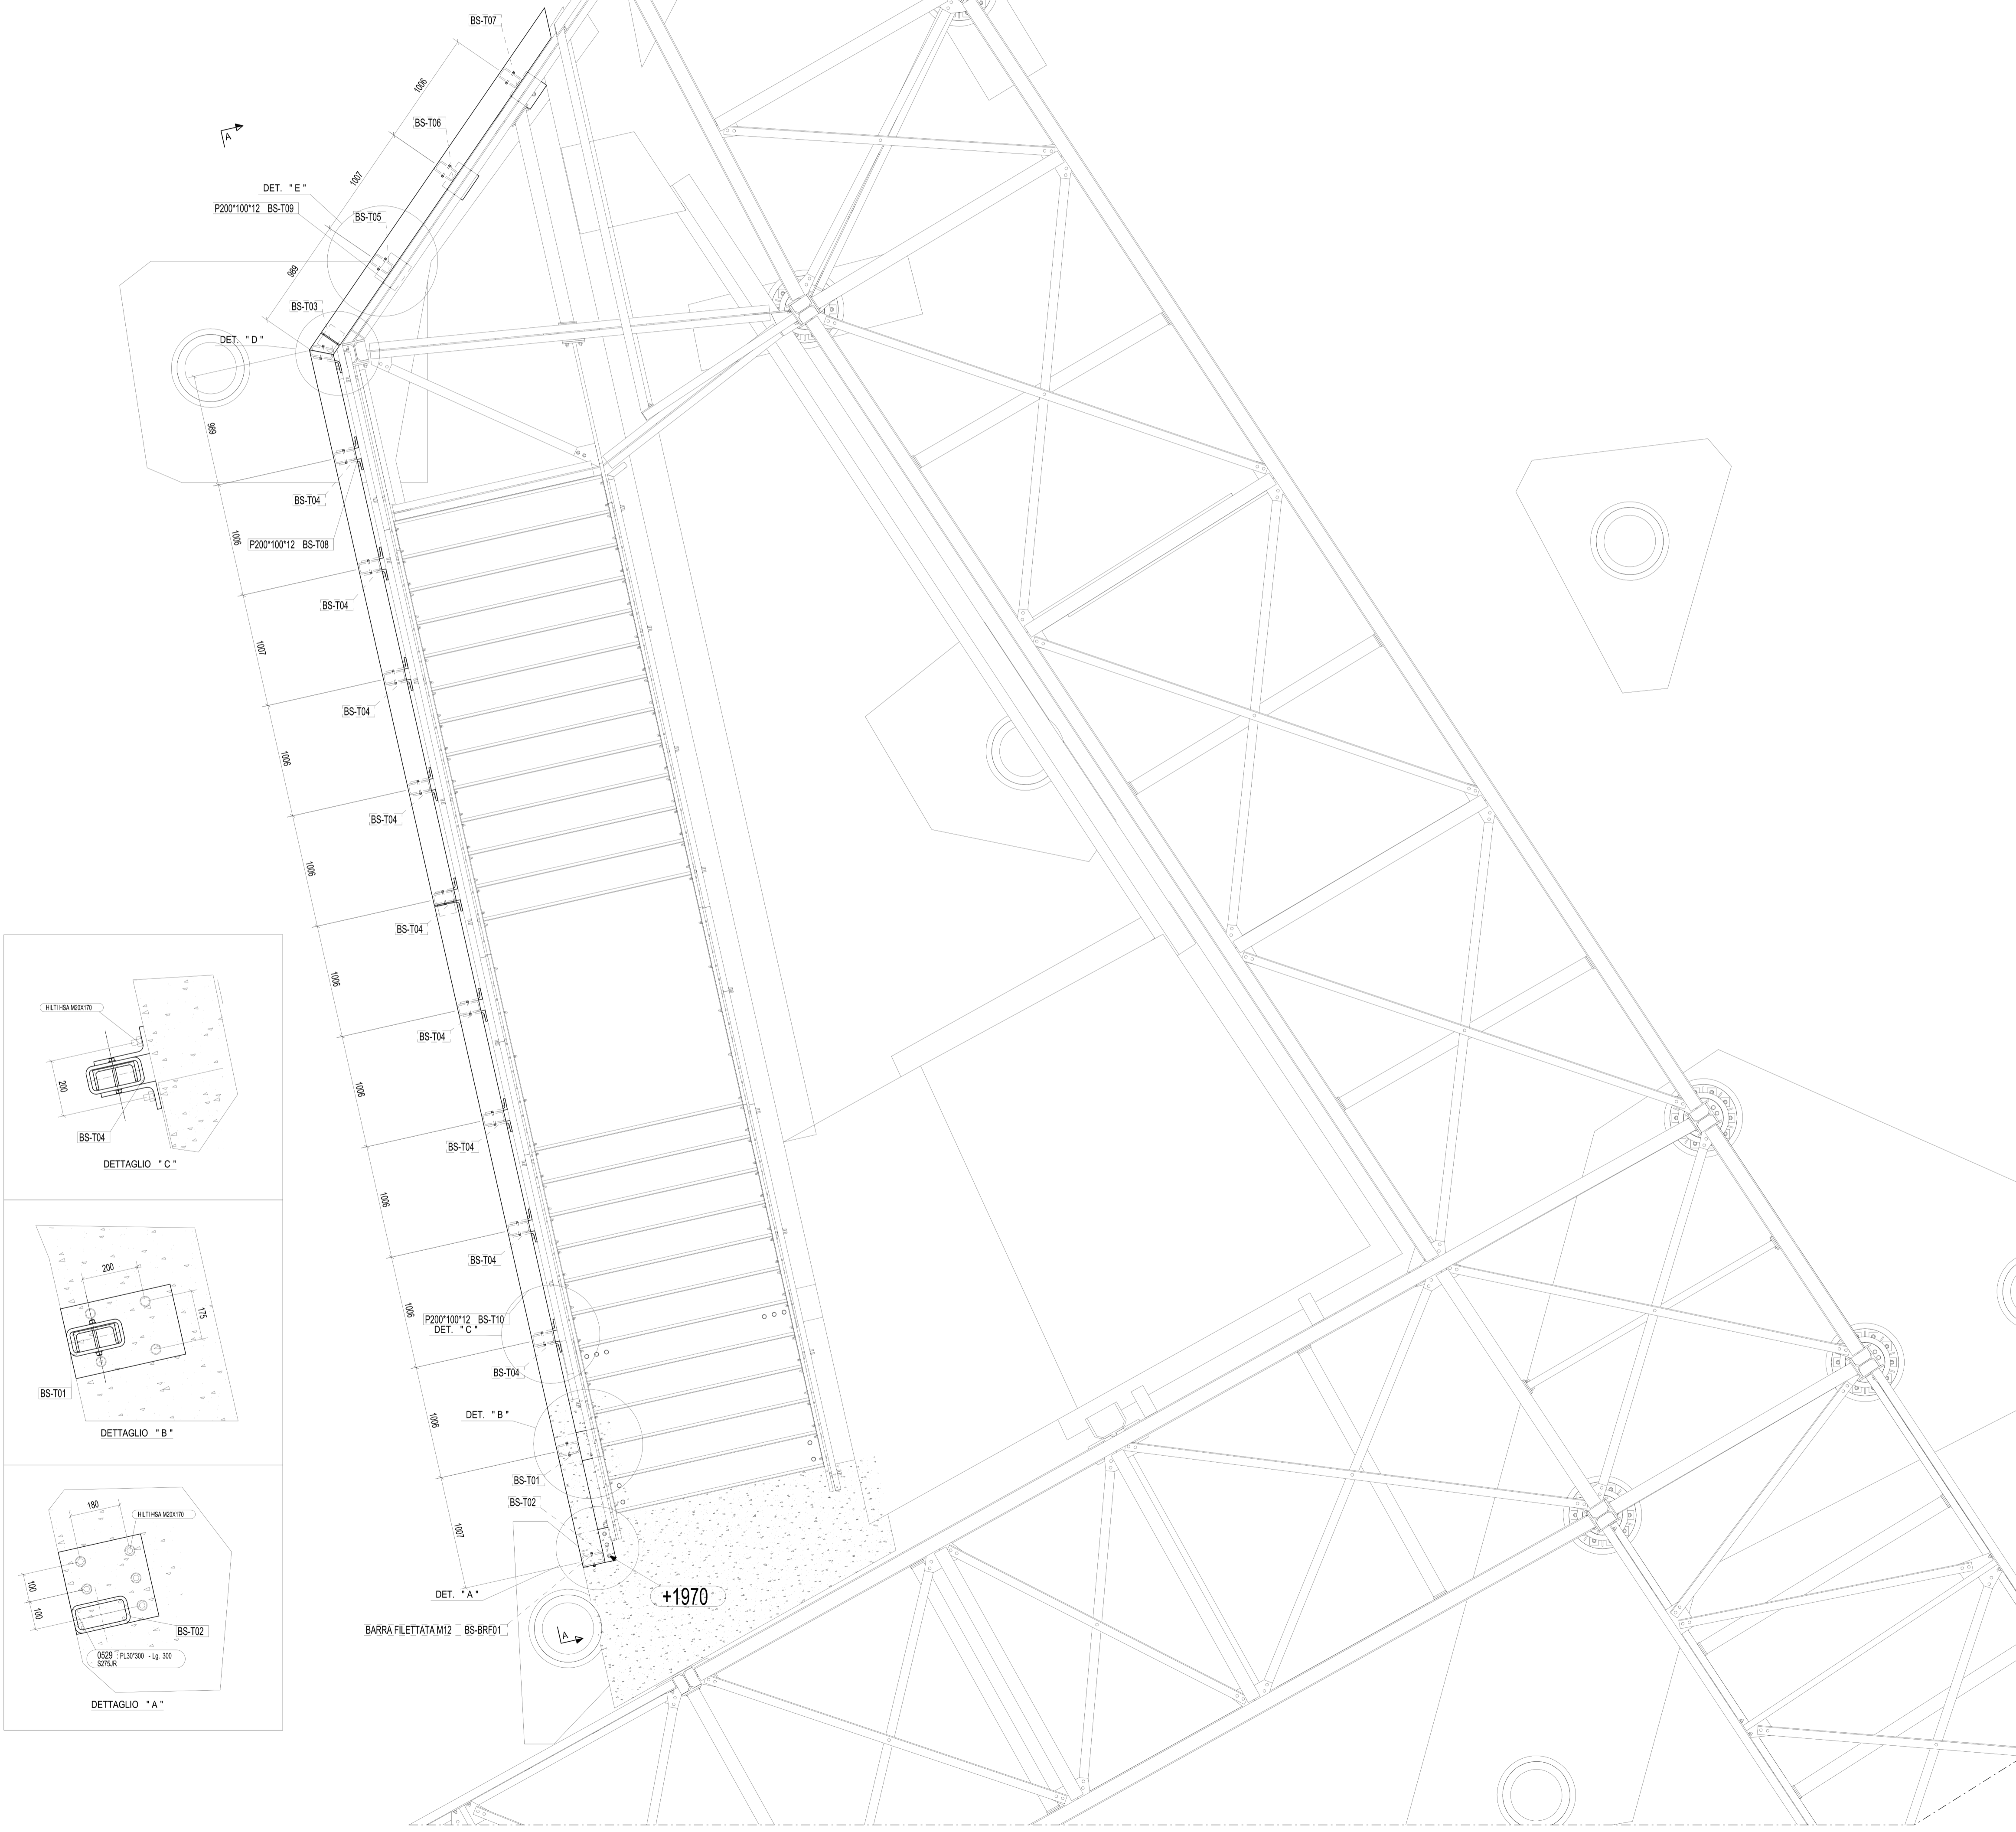 BS-T07
1006
BS-T06
A
1007
DET. "E"
P200*100*12 BS-T09
BS-T05
989
BS-T03
DET. "D"
989
BS-T04
1006
P200*100*12 BS-T08
BS-T04
1007
BS-T04
1006
BS-T04
1006
BS-T04
1006
BS-T04
1006
BS-T04
1006
BS-T04
1006
P200*100*12 BS-T10
DET. "C"
BS-T04
1006
DET. "B"
BS-T01
BS-T02
1007
DET. "A"
+1970
BARRA FILETTATA M12 BS-BRF01
A
HILTI HSA M20X170
200
BS-T04
DETTAGLIO "C"
200
175
BS-T01
DETTAGLIO "B"
180
HILTI HSA M20X170
100
100
BS-T02
0529 : PL30*300 - Lg. 300
S275JR
DETTAGLIO "A"